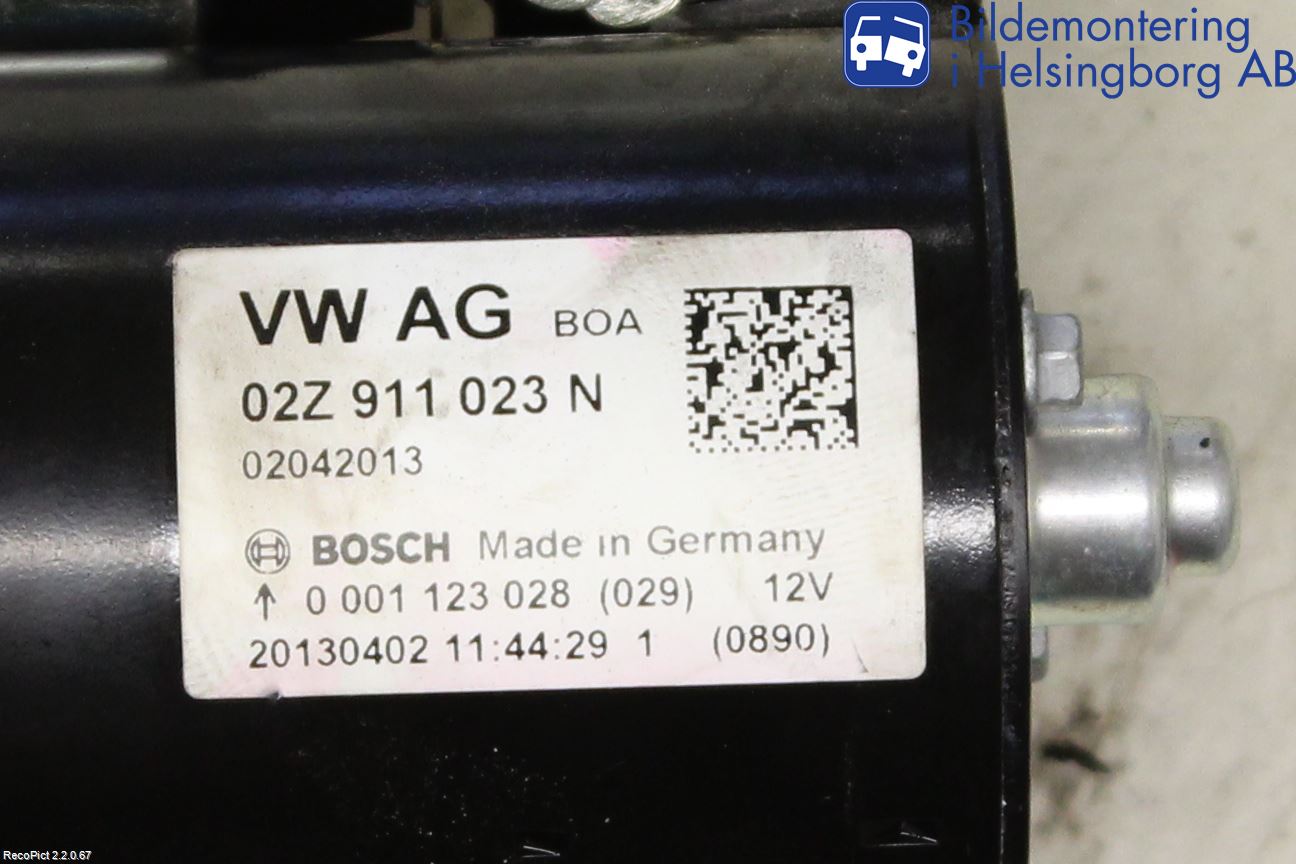 Bildemontering
i Helsingborg AB
VW AG BOA
02Z 911 023 N
02042013
BOSCH Made in Germany
↑ 0 001 123 028 (029) 12V
20130402 11:44:29 1 (0890)
RecoPict 2.2.0.67